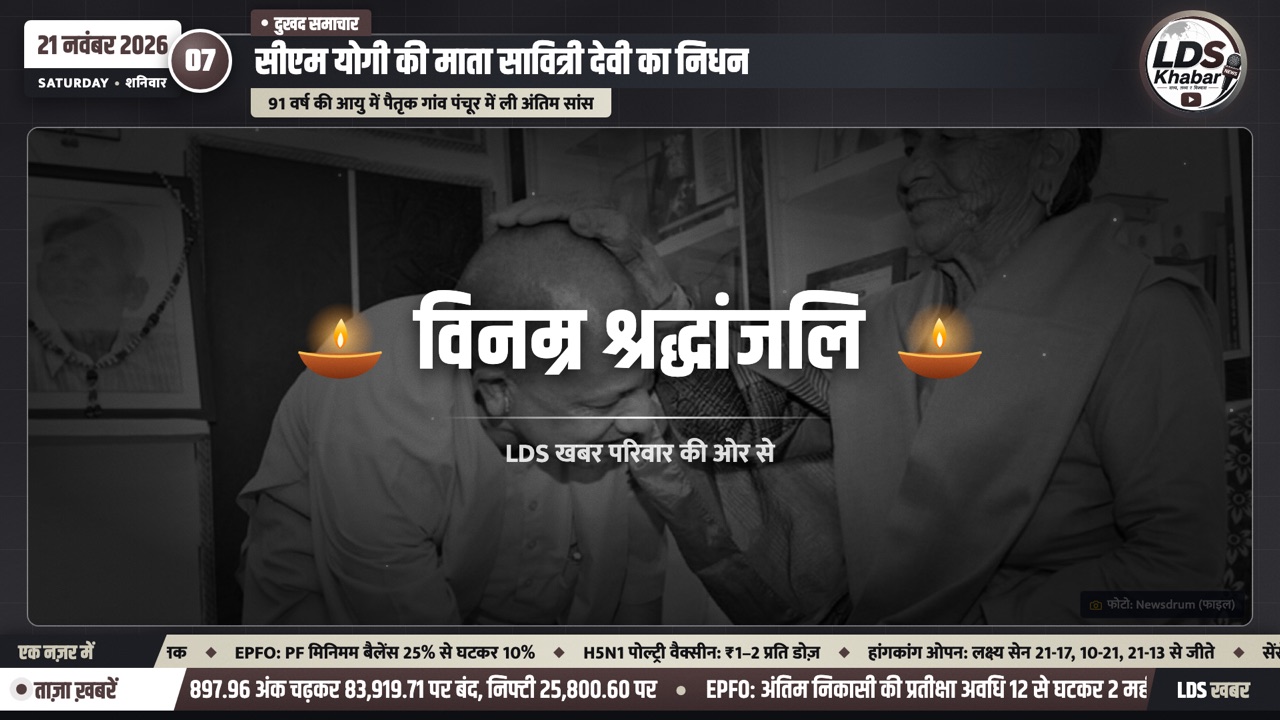 21 नवंबर 2026
SATURDAY • शनिवार
07
दुखद समाचार
सीएम योगी की माता सावित्री देवी का निधन
91 वर्ष की आयु में पैतृक गांव पंचूर में ली अंतिम सांस
LDS
Khabar
NEWS
विनम्र श्रद्धांजलि
LDS खबर परिवार की ओर से
फोटो: Newsdrum (फाइल)
एक नज़र में
EPFO: PF मिनिमम बैलेंस 25% से घटकर 10% ◆ H5N1 पोल्ट्री वैक्सीन: ₹1–2 प्रति डोज़ ◆ हांगकांग ओपन: लक्ष्य सेन 21-17, 10-21, 21-13 से जीते ◆
ताज़ा ख़बरें
897.96 अंक चढ़कर 83,919.71 पर बंद, निफ्टी 25,800.60 पर • EPFO: अंतिम निकासी की प्रतीक्षा अवधि 12 से घटकर 2
LDS खबर